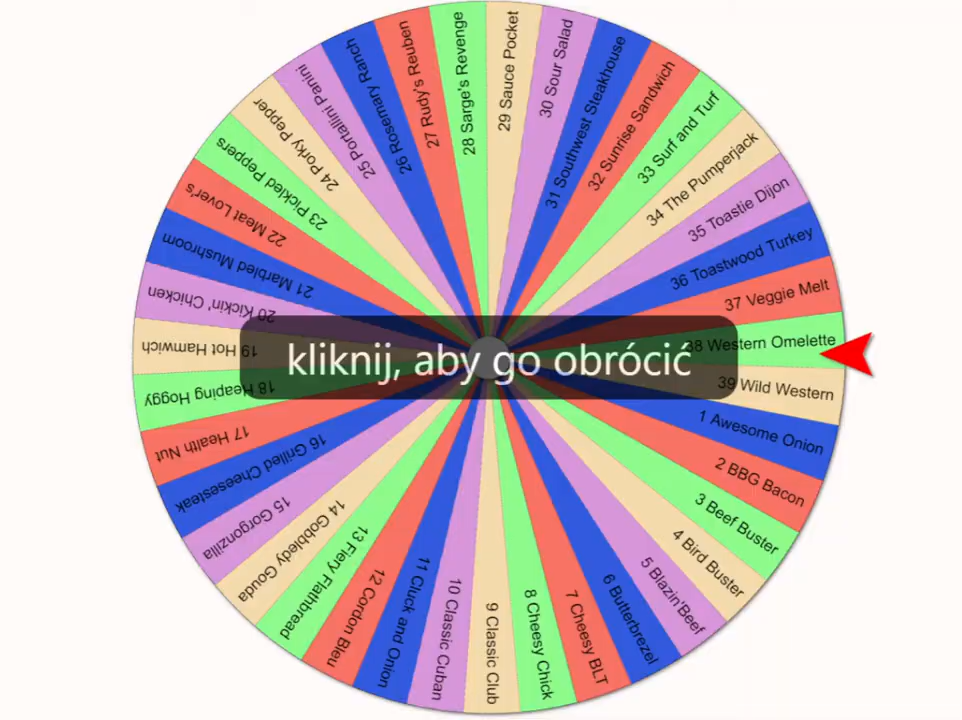 1 Awesome Onion
2 BBG Bacon
3 Beef Buster
4 Bird Buster
5 Blazin'Beef
6 Butterbrezel
7 Cheesy BLT
8 Cheesy Chick
9 Classic Club
10 Classic Cuban
11 Cluck and Onion
12 Cordon Bleu
13 Fiery Flathbread
14 Gobbledy Gouda
15 Gorgonzilla
16 Grilled Cheesesteak
17 Health Nut
18 Heaping Hoggy
19 Hot Hamwich
20 Kickin' Chicken
21 Marbled Mushroom
22 Meat Lover's
23 Pickled Peppers
24 Porky Pepper
25 Portallini Panini
26 Rosemary Ranch
27 Rudy's Reuben
28 Sarge's Revenge
29 Sauce Pocket
30 Sour Salad
31 Southwest Steakhouse
32 Sunrise Sandwich
33 Surf and Turf
34 The Pumperjack
35 Toastie Dijon
36 Toastwood Turkey
37 Veggie Melt
38 Western Omelette
39 Wild Western
kliknij, aby go obrócić